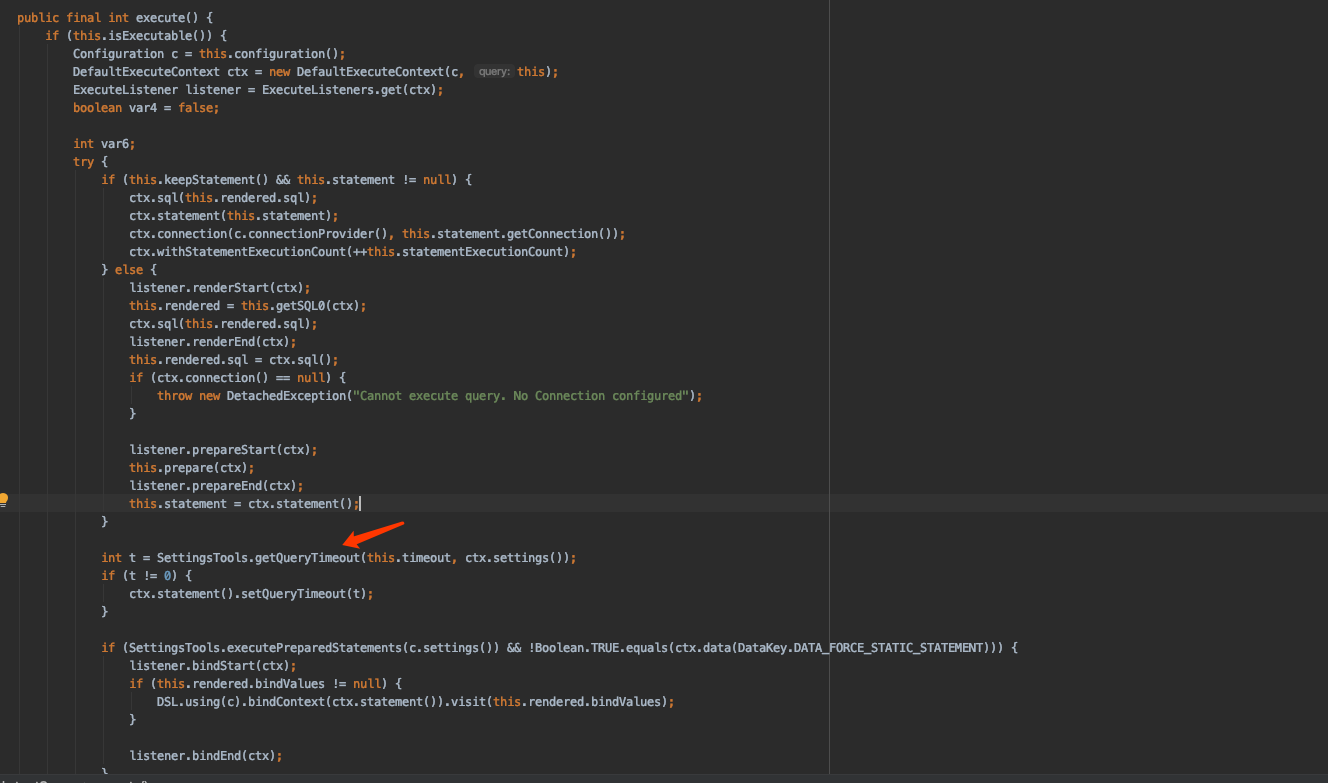 public final int execute() {
if (this.isExecutable()) {
Configuration c = this.configuration();
DefaultExecuteContext ctx = new DefaultExecuteContext(c, query: this);
ExecuteListener listener = ExecuteListeners.get(ctx);
boolean var4 = false;
int var6;
try {
if (this.keepStatement() && this.statement != null) {
ctx.sql(this.rendered.sql);
ctx.statement(this.statement);
ctx.connection(c.connectionProvider(), this.statement.getConnection());
ctx.withStatementExecutionCount(++this.statementExecutionCount);
} else {
listener.renderStart(ctx);
this.rendered = this.getSQL0(ctx);
ctx.sql(this.rendered.sql);
listener.renderEnd(ctx);
this.rendered.sql = ctx.sql();
if (ctx.connection() == null) {
throw new DetachedException("Cannot execute query. No Connection configured");
}
listener.prepareStart(ctx);
this.prepare(ctx);
listener.prepareEnd(ctx);
this.statement = ctx.statement();
}
int t = SettingsTools.getQueryTimeout(this.timeout, ctx.settings());
if (t != 0) {
ctx.statement().setQueryTimeout(t);
}
if (SettingsTools.executePreparedStatements(c.settings()) && !Boolean.TRUE.equals(ctx.data(DataKey.DATA_FORCE_STATIC_STATEMENT))) {
listener.bindStart(ctx);
if (this.rendered.bindValues != null) {
DSL.using(c).bindContext(ctx.statement()).visit(this.rendered.bindValues);
}
listener.bindEnd(ctx);
}